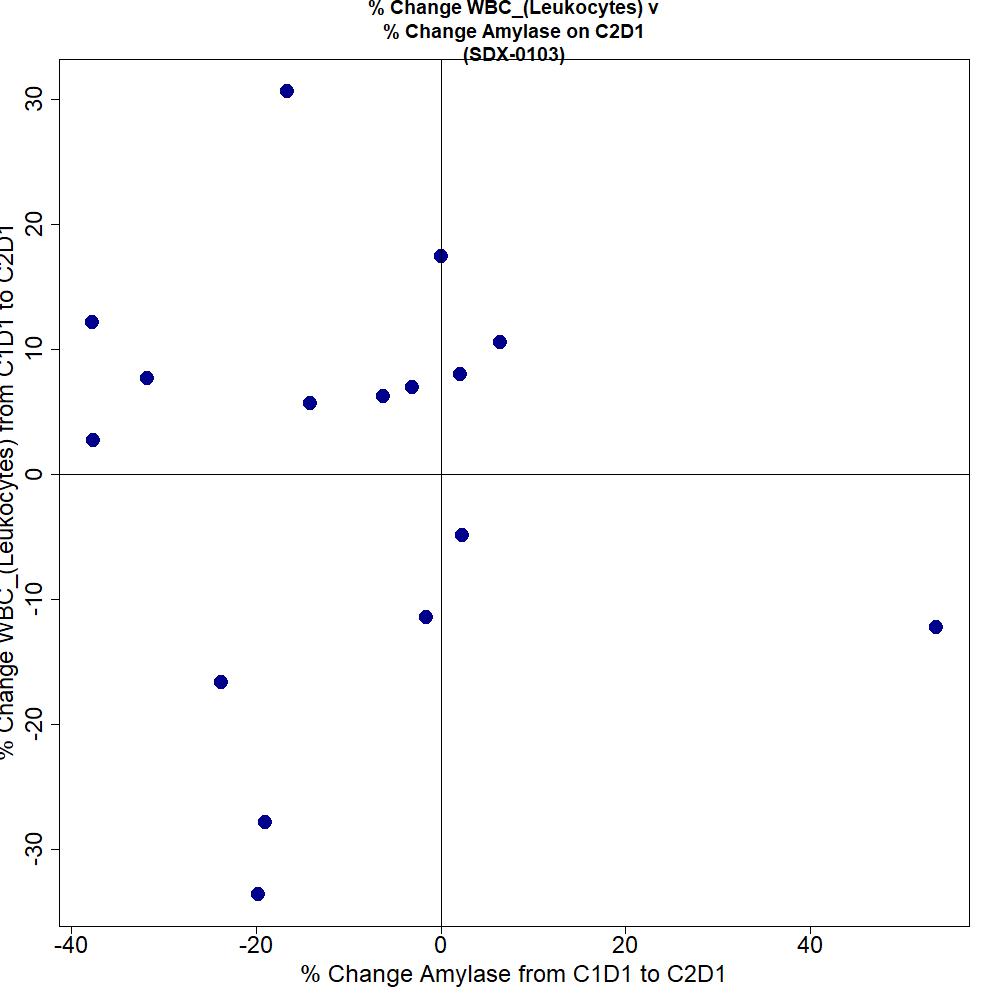 % Change WBC_(Leukocytes) v
% Change Amylase on C2D1
(SDX-0103)
% Change WBC_(Leukocytes) from C1D1 to C2D1
30
20
10
0
-10
-20
-30
-40
-20
0
20
40
% Change Amylase from C1D1 to C2D1